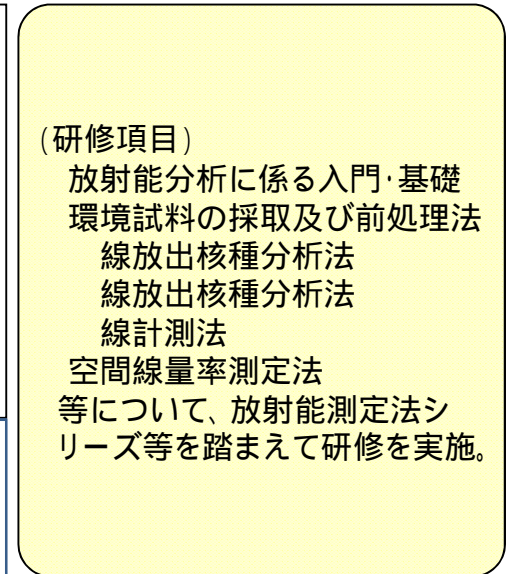 (研修項目)
放射能分析に係る入門・基礎
環境試料の採取及び前処理法
線放出核種分析法
線放出核種分析法
線計測法
空間線量率測定法
等について、放射能測定法シ
リーズ等を踏まえて研修を実施。